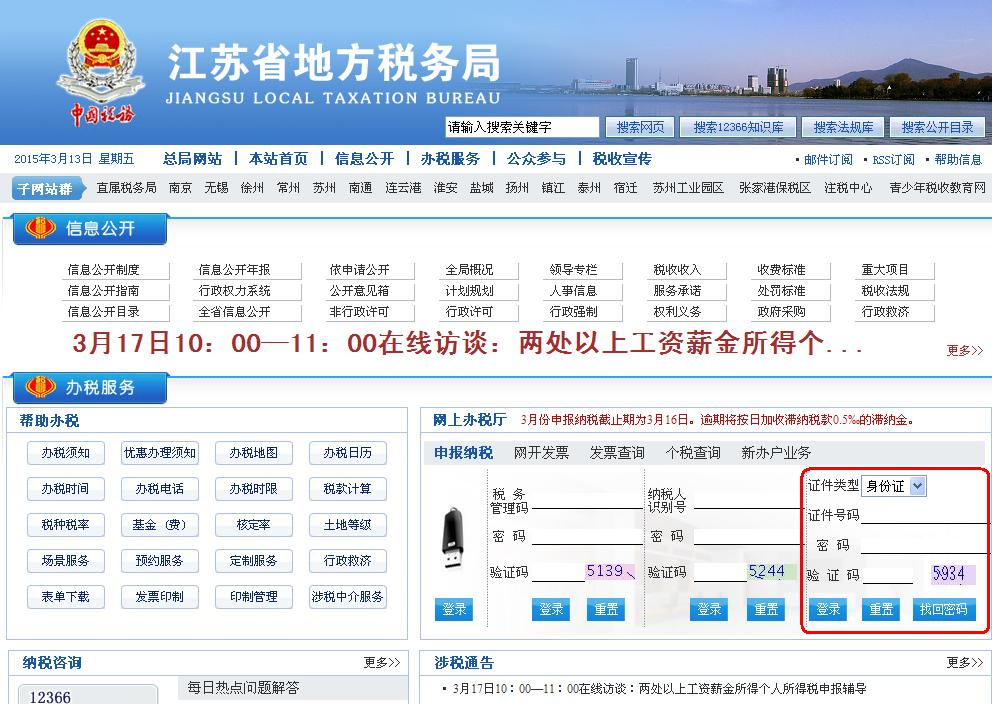 江苏省地方税务局
JIANGSU LOCAL TAXATION BUREAU
中国税务
请输入搜索关键字 搜索网页 搜索12366知识库 搜索法规库 搜索公开目录
2015年3月13日 星期五 总局网站 | 本站首页 | 信息公开 | 办税服务 | 公众参与 | 税收宣传 ·邮件订阅 ·RSS订阅 ·帮助信息
子网站群 直属税务局 南京 无锡 徐州 常州 苏州 南通 连云港 淮安 盐城 扬州 镇江 泰州 宿迁 苏州工业园区 张家港保税区 注税中心 青少年税收教育网
信息公开
信息公开制度 信息公开年报 依申请公开 全局概况 领导专栏 税收收入 收费标准 重大项目
信息公开指南 行政权力系统 公开意见箱 计划规划 人事信息 服务承诺 处罚标准 税收法规
信息公开目录 全省信息公开 非行政许可 行政许可 行政强制 权利义务 政府采购 行政救济
3月17日10：00—11：00在线访谈：两处以上工资薪金所得个...
更多>>
办税服务
帮助办税
办税须知 优惠办理须知 办税地图 办税日历
办税时间 办税电话 办税时限 税款计算
税种税率 基金（费） 核定率 土地等级
场景服务 预约服务 定制服务 行政救济
表单下载 发票印制 印制管理 涉税中介服务
网上办税厅 3月份申报纳税截止期为3月16日。逾期将按日加收滞纳税款0.5‰的滞纳金。
申报纳税 网开发票 发票查询 个税查询 新办户业务
登录
税 务
管理码
密 码
验证码 5139
登录 重置
纳税人
识别号
密 码
验证码 5244
登录 重置
证件类型 身份证
证件号码
密 码
验 证 码 5934
登录 重置 找回密码
纳税咨询 更多>>
12366 每日热点问题解答
涉税通告 更多>>
· 3月17日10：00—11：00在线访谈：两处以上工资薪金所得个人所得税申报辅导